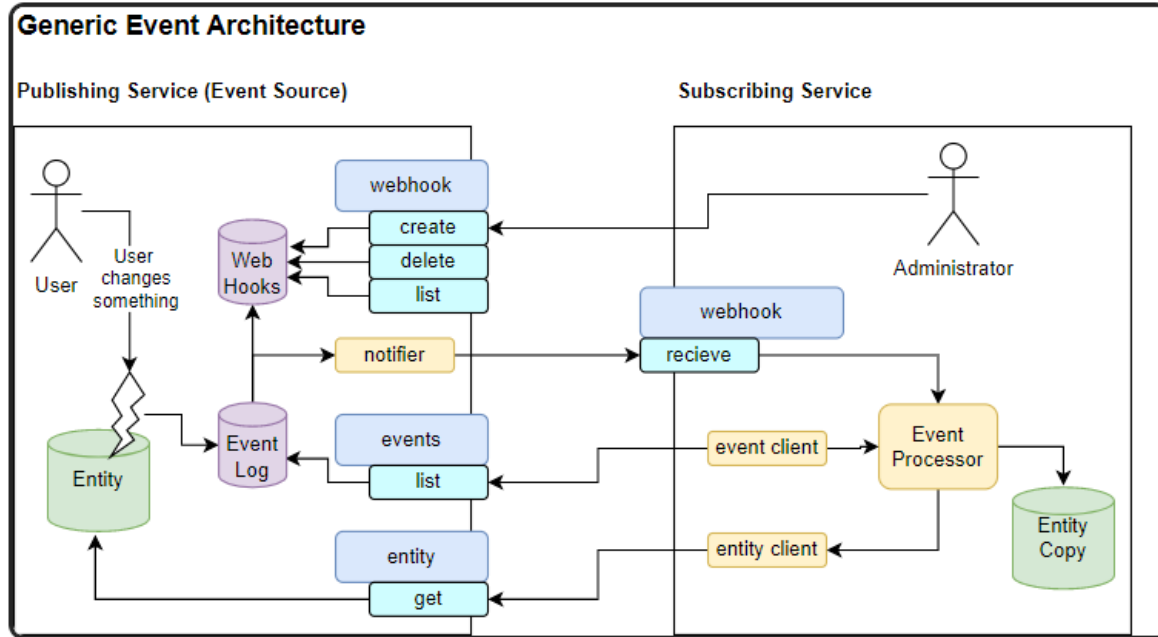 Generic Event Architecture
Publishing Service (Event Source)
Subscribing Service
User
User
changes
something
Web
Hooks
webhook
create
delete
list
Administrator
webhook
recieve
notifier
Entity
Event
Log
events
list
event client
Event
Processor
Entity
Copy
entity
get
entity client